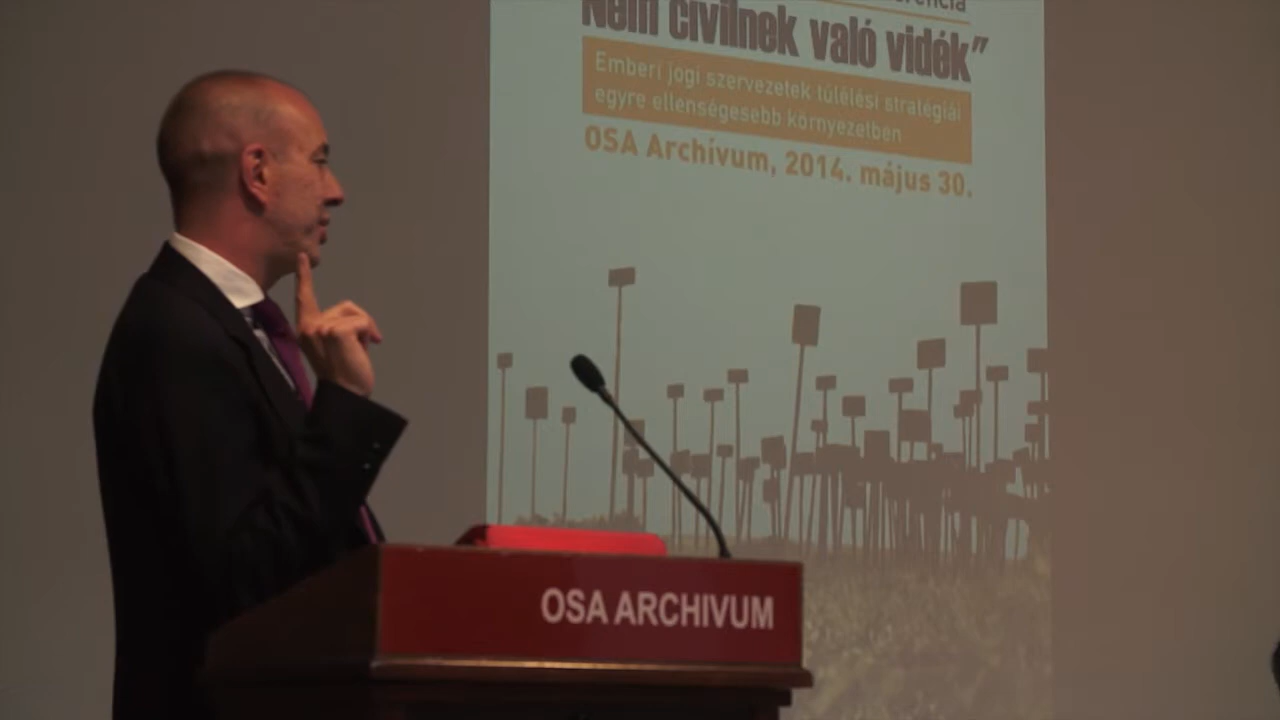 Nem civilnek való vidék"
Emberi jogi szervezetek túlélési stratégiái
egyre ellenségesebb környezetben
OSA Archívum, 2014. május 30.
OSA ARCHIVUM